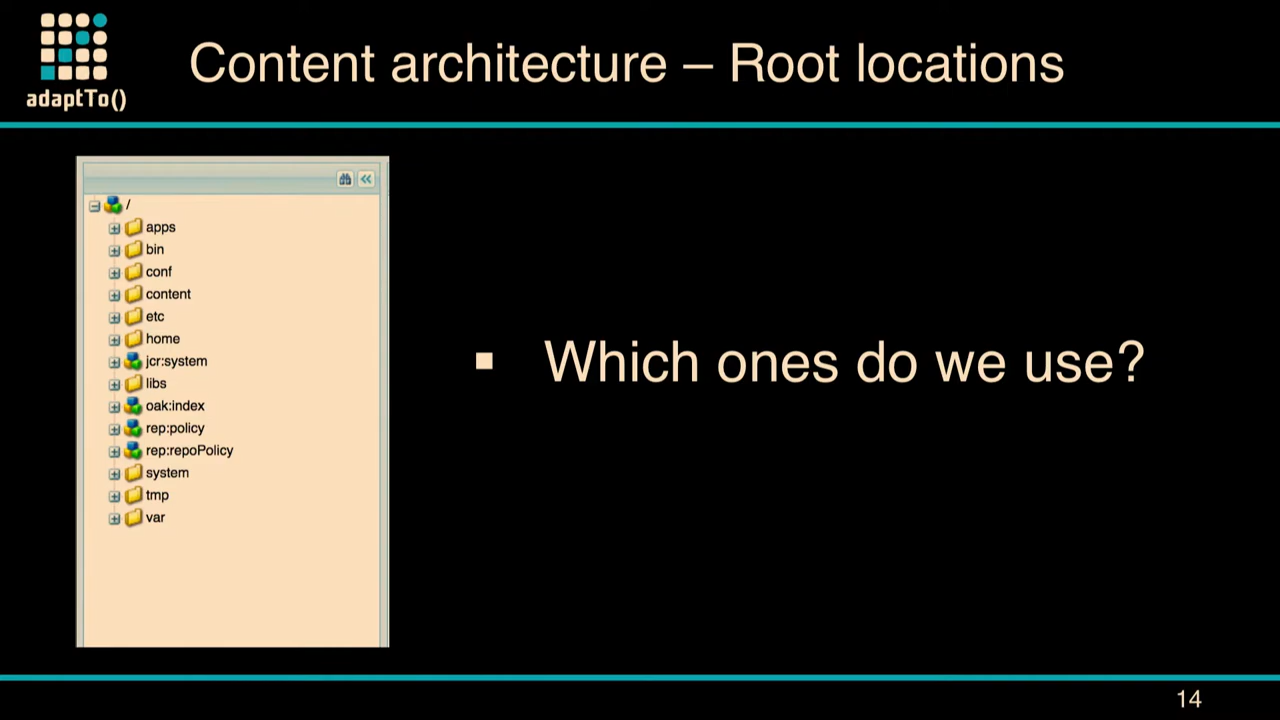 adaptTo()
Content architecture – Root locations
/
apps
bin
conf
content
etc
home
jcr:system
libs
oak:index
rep:policy
rep:repoPolicy
system
tmp
var
Which ones do we use?
14